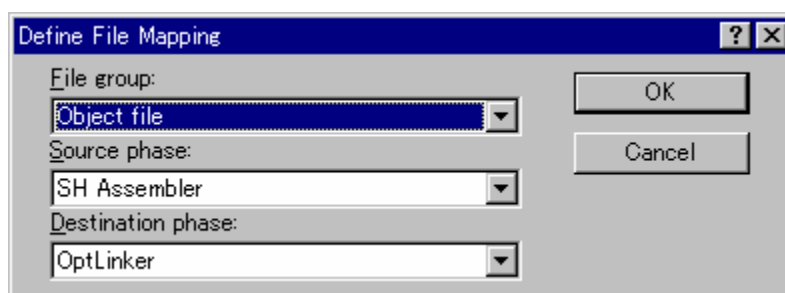 Define File Mapping
File group:
Object file
Source phase:
SH Assembler
Destination phase:
OptLinker
OK
Cancel